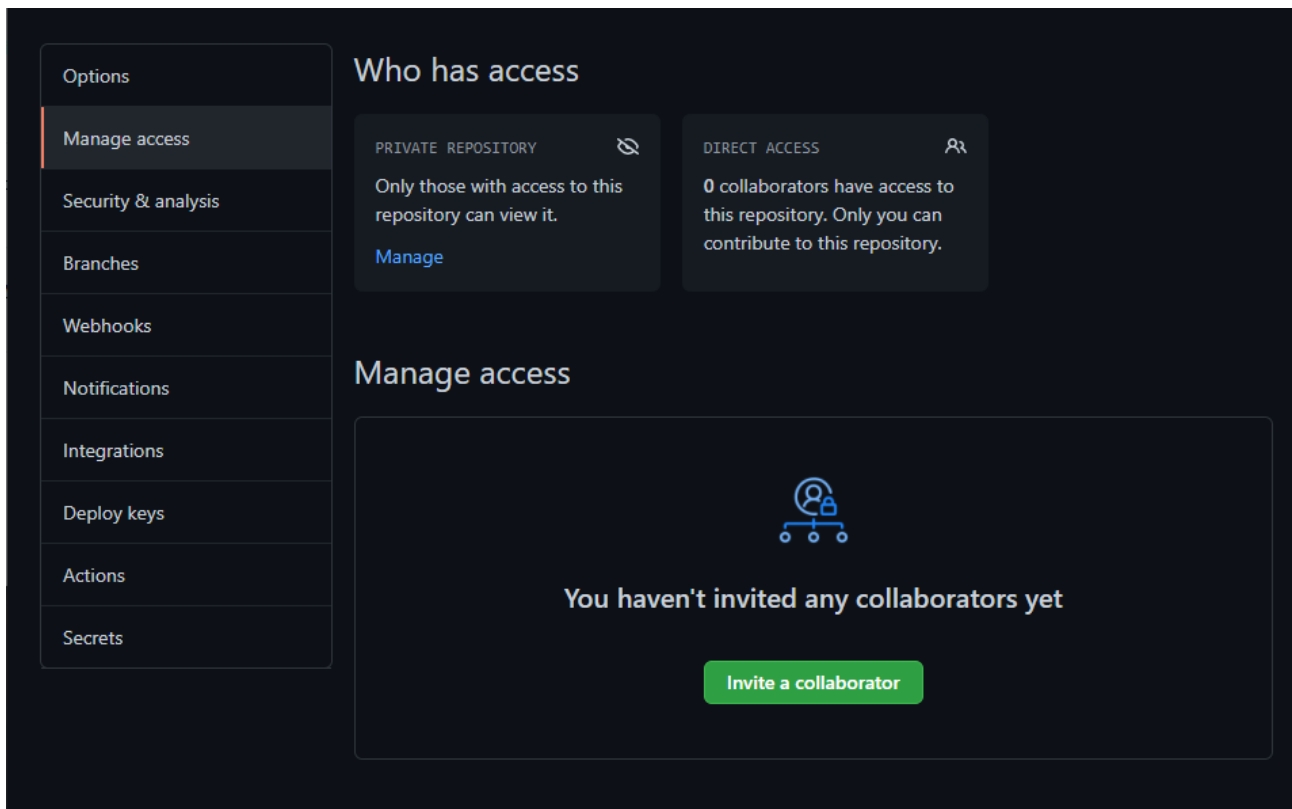 Options
Manage access
Security & analysis
Branches
Webhooks
Notifications
Integrations
Deploy keys
Actions
Secrets
Who has access
PRIVATE REPOSITORY
Only those with access to this
repository can view it.
Manage
DIRECT ACCESS
0 collaborators have access to
this repository. Only you can
contribute to this repository.
Manage access
You haven't invited any collaborators yet
Invite a collaborator